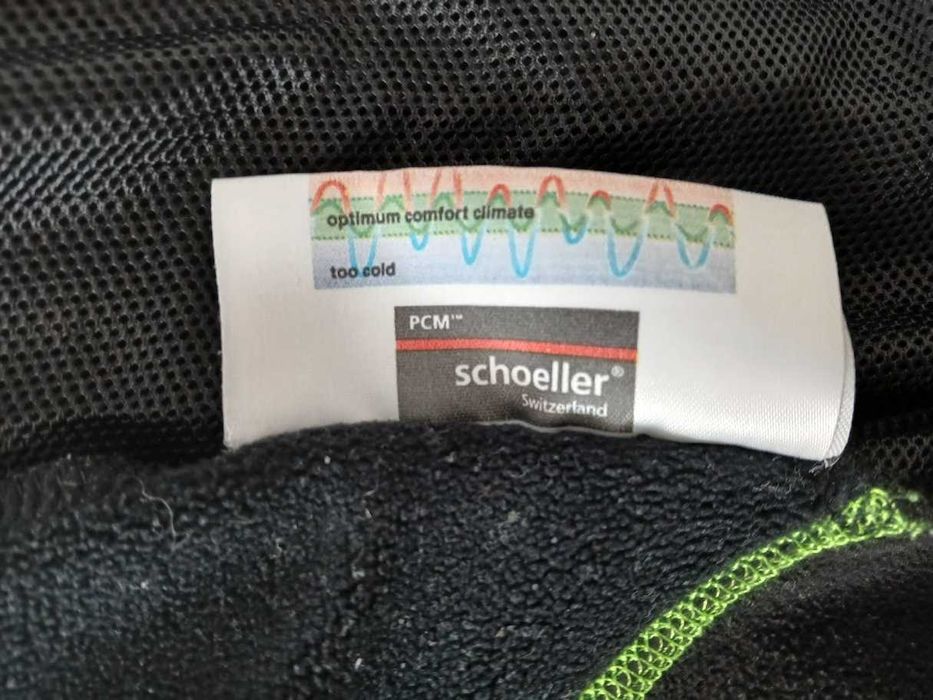 optimum comfort climate
too cold
PCM™
schoeller®
Switzerland